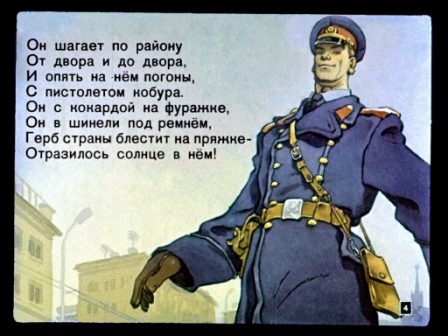 Он шагает по району
От двора и до двора,
И опять на нём погоны,
С пистолетом кобура.
Он с кокардой на фуражке,
Он в шинели под ремнём,
Герб страны блестит на пряжке-
Отразилось солнце в нём!
4